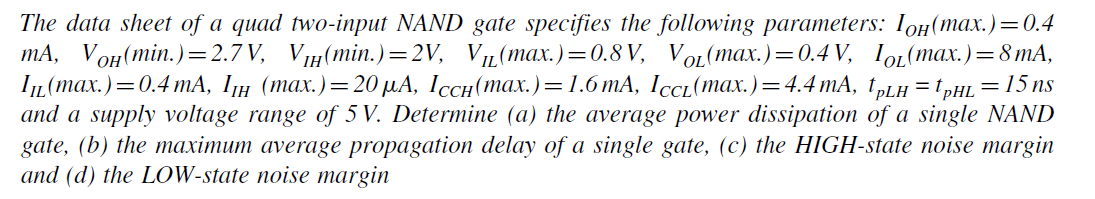 The data sheet of a quad two-input NAND gate specifies the following parameters: I_OH(max.)=0.4
mA, V_OH(min.)=2.7 V, V_IH(min.)=2V, V_IL(max.)=0.8 V, V_OL(max.)=0.4 V, I_OL(max.)=8 mA,
I_IL(max.)=0.4 mA, I_IH (max.)=20 μA, I_CCH(max.)=1.6 mA, I_CCL(max.)=4.4 mA, t_pLH = t_pHL = 15 ns
and a supply voltage range of 5 V. Determine (a) the average power dissipation of a single NAND
gate, (b) the maximum average propagation delay of a single gate, (c) the HIGH-state noise margin
and (d) the LOW-state noise margin